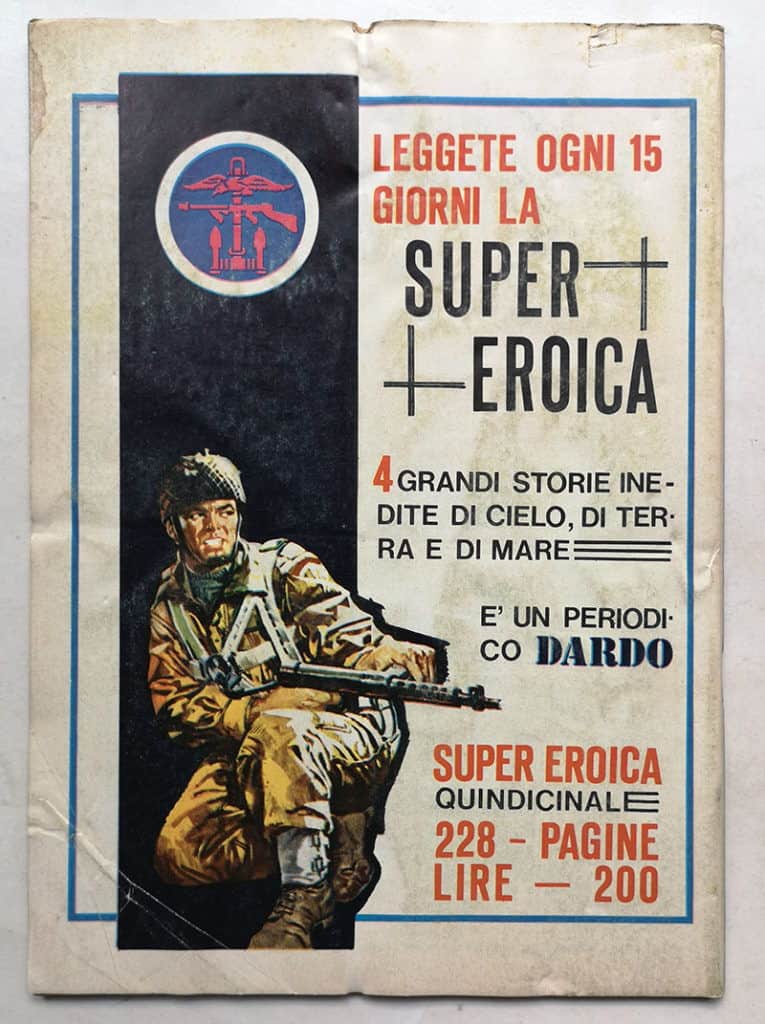 LEGGETE OGNI 15
GIORNI LA
SUPER
EROICA
4 GRANDI STORIE INE-
DITE DI CIELO, DI TER-
RA E DI MARE
E' UN PERIODI-
CO DARDO
SUPER EROICA
QUINDICINALE
228 - PAGINE
LIRE — 200